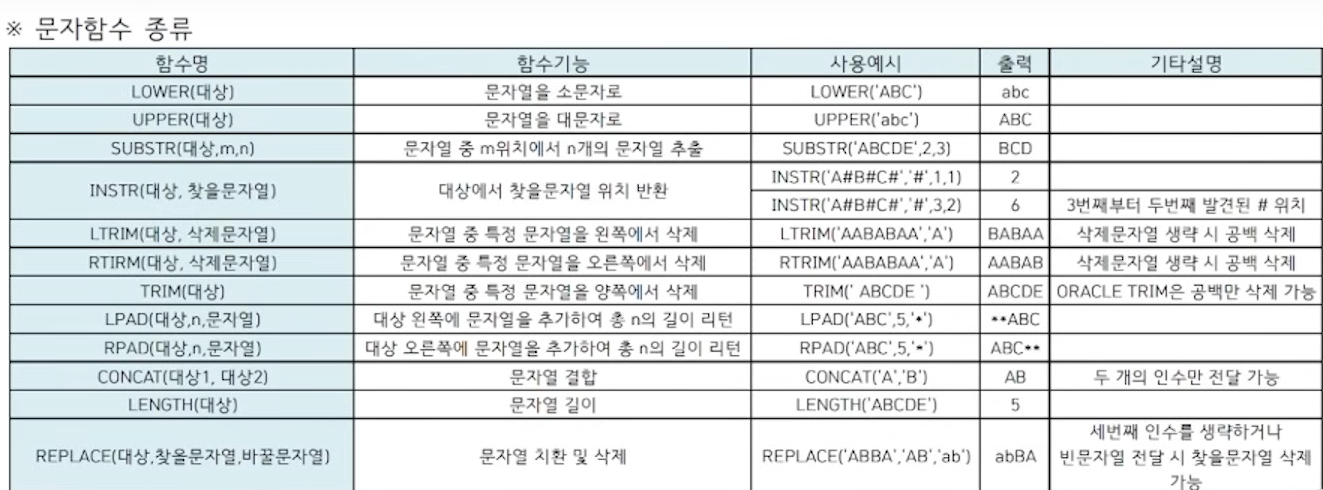 ※ 문자함수 종류
함수명 함수기능 사용예시 출력 기타설명
LOWER(대상) 문자열을 소문자로 LOWER('ABC') abc
UPPER(대상) 문자열을 대문자로 UPPER('abc') ABC
SUBSTR(대상,m,n) 문자열 중 m위치에서 n개의 문자열 추출 SUBSTR('ABCDE',2,3) BCD
INSTR(대상, 찾을문자열) 대상에서 찾을문자열 위치 반환 INSTR('A#B#C#','#',1,1) 2
INSTR('A#B#C#','#',3,2) 6 3번째부터 두번째 발견된 # 위치
LTRIM(대상, 삭제문자열) 문자열 중 특정 문자열을 왼쪽에서 삭제 LTRIM('AABABAA','A') BABAA 삭제문자열 생략 시 공백 삭제
RTIRM(대상, 삭제문자열) 문자열 중 특정 문자열을 오른쪽에서 삭제 RTRIM('AABABAA','A') AABAB 삭제문자열 생략 시 공백 삭제
TRIM(대상) 문자열 중 특정 문자열을 양쪽에서 삭제 TRIM(' ABCDE ') ABCDE ORACLE TRIM은 공백만 삭제 가능
LPAD(대상,n,문자열) 대상 왼쪽에 문자열을 추가하여 총 n의 길이 리턴 LPAD('ABC',5,'*') **ABC
RPAD(대상,n,문자열) 대상 오른쪽에 문자열을 추가하여 총 n의 길이 리턴 RPAD('ABC',5,'*') ABC**
CONCAT(대상1, 대상2) 문자열 결합 CONCAT('A','B') AB 두 개의 인수만 전달 가능
LENGTH(대상) 문자열 길이 LENGTH('ABCDE') 5
REPLACE(대상,찾을문자열,바꿀문자열) 문자열 치환 및 삭제 REPLACE('ABBA','AB','ab') abBA 세번째 인수를 생략하거나
빈문자열 전달 시 찾을문자열 삭제
가능